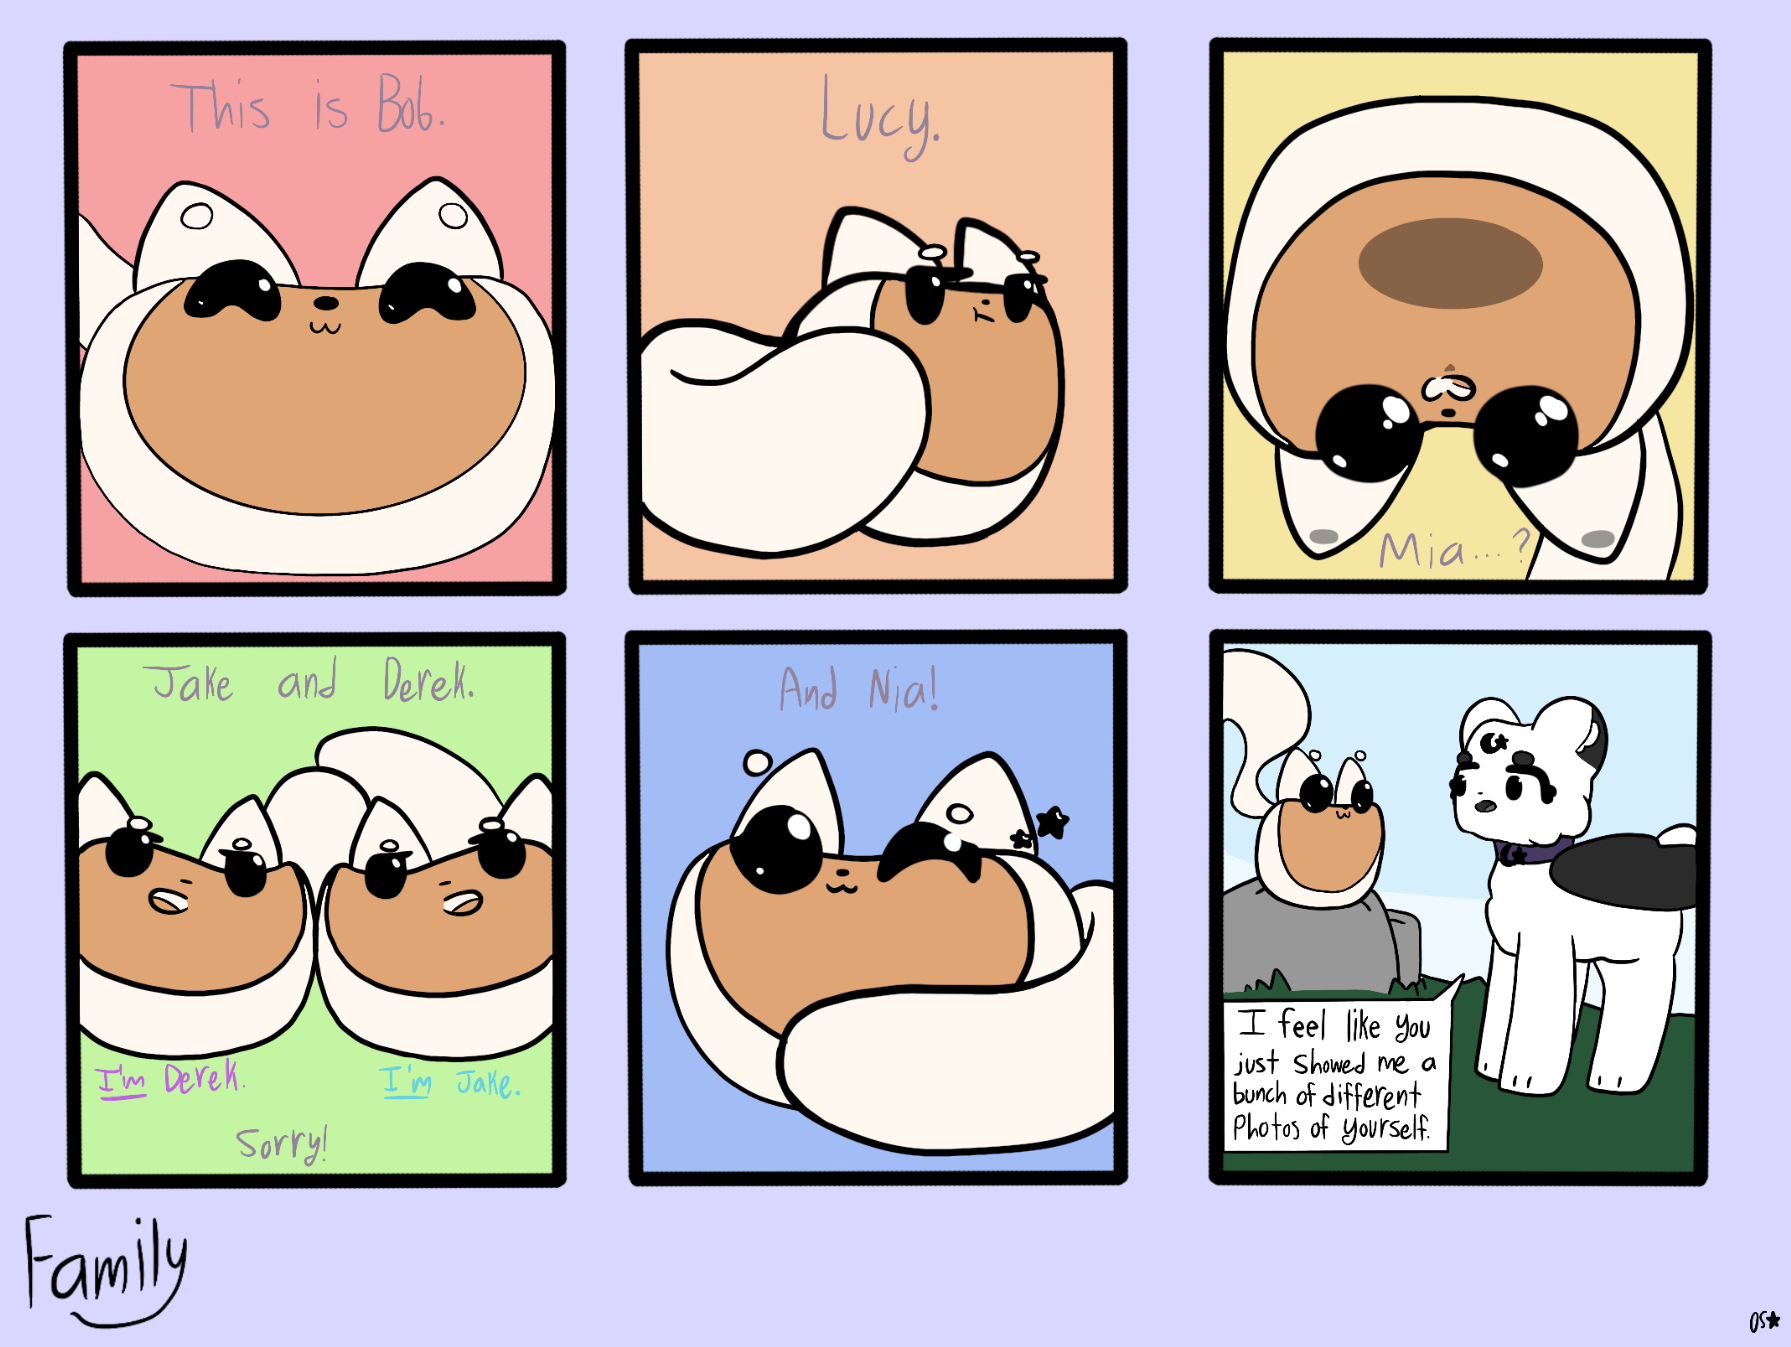 This is Bob.
Lucy.
Mia...?
Jake and Derek.
I'm Derek.
I'm Jake.
Sorry!
And Nia!
I feel like you
just showed me a
bunch of different
Photos of yourself.
Family
OS